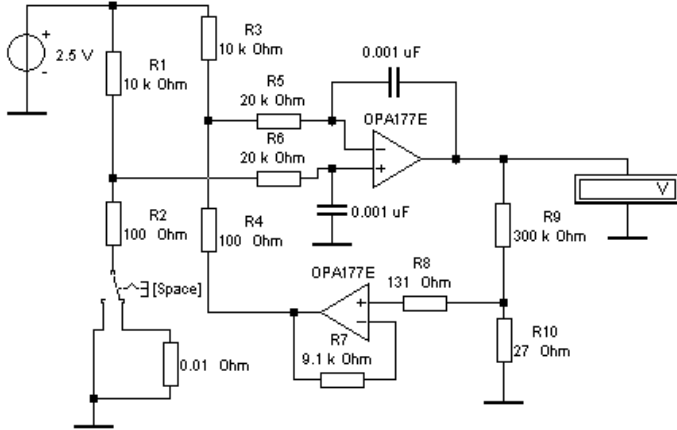 +
-
2.5 V
R1
10 k Ohm
R3
10 k Ohm
R5
20 k Ohm
R6
20 k Ohm
0.001 uF
OPA177E
-
+
0.001 uF
V
R2
100 Ohm
R4
100 Ohm
[Space]
0.01 Ohm
OPA177E
+
-
R7
9.1 k Ohm
R8
131 Ohm
R9
300 k Ohm
R10
27 Ohm